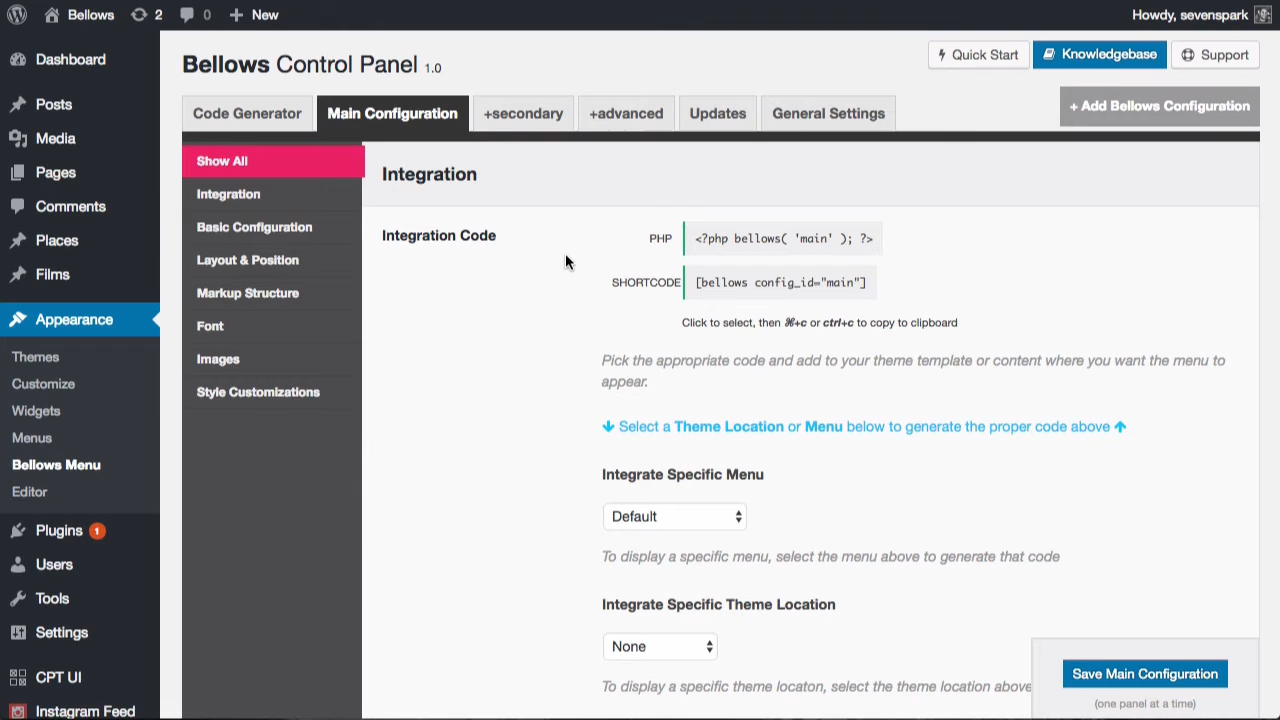 Bellows
2
0
New
Howdy, sevenspark
Dashboard
Posts
Media
Pages
Comments
Places
Films
Appearance
Themes
Customize
Widgets
Menus
Bellows Menu
Editor
Plugins 1
Users
Tools
Settings
CPT UI
Instagram Feed
Bellows Control Panel 1.0
Quick Start
Knowledgebase
Support
Code Generator
Main Configuration
+secondary
+advanced
Updates
General Settings
+ Add Bellows Configuration
Show All
Integration
Basic Configuration
Layout & Position
Markup Structure
Font
Images
Style Customizations
Integration
Integration Code
PHP <?php bellows( 'main' ); ?>
SHORTCODE [bellows config_id="main"]
Click to select, then ⌘+c or ctrl+c to copy to clipboard
Pick the appropriate code and add to your theme template or content where you want the menu to
appear.
Select a Theme Location or Menu below to generate the proper code above
Integrate Specific Menu
Default
To display a specific menu, select the menu above to generate that code
Integrate Specific Theme Location
None
To display a specific theme locaton, select the theme location above
Save Main Configuration
(one panel at a time)